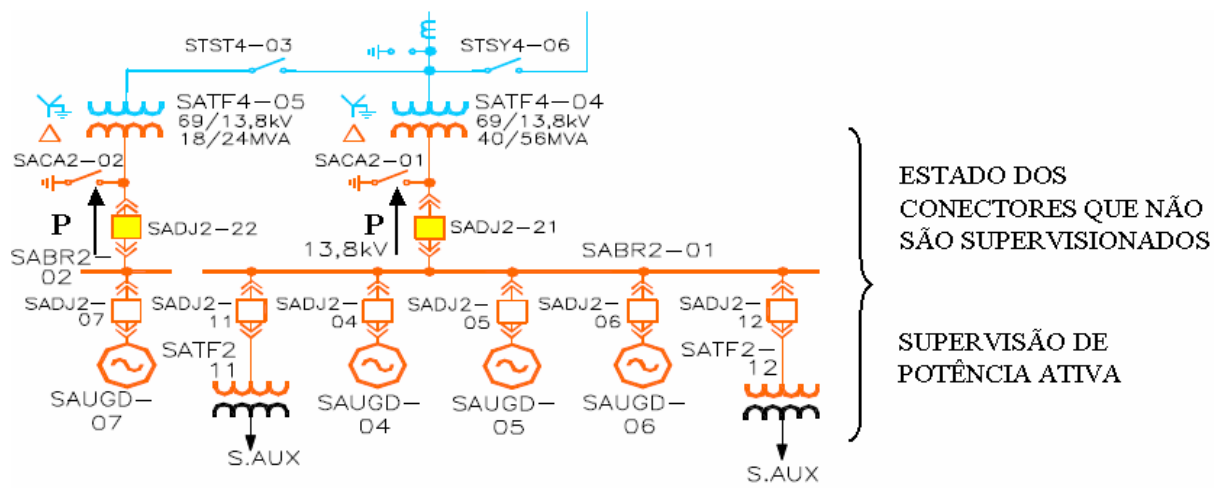 STST4-03
STSY4-06
SATF4-05
69/13,8kV
18/24MVA
SATF4-04
69/13,8kV
40/56MVA
SACA2-02
SACA2-01
P
SADJ2-22
P
SADJ2-21
SABR2-
02
13,8kV
SABR2-01
SADJ2-
07
SADJ2-
11
SADJ2-
04
SADJ2-
05
SADJ2-
06
SADJ2-
12
SATF2
11
SATF2-
12
SAUGD-
07
SAUGD-
04
SAUGD-
05
SAUGD-
06
S.AUX
S.AUX
ESTADO DOS
CONECTORES QUE NÃO
SÃO SUPERVISIONADOS
SUPERVISÃO DE
POTÊNCIA ATIVA